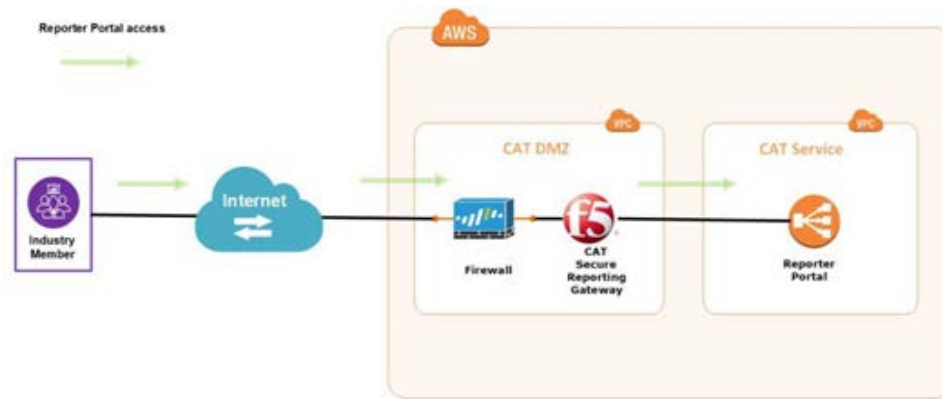 Reporter Portal access
AWS
VPC
VPC
CAT DMZ
CAT Service
Internet
f5
Industry
Member
Firewall
CAT
Secure
Reporting
Gateway
Reporter
Portal